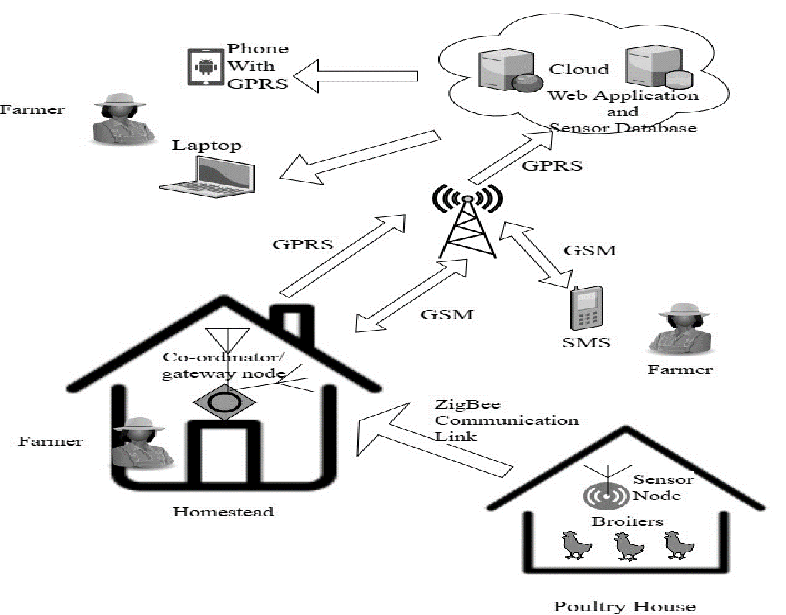 Phone
With
GPRS
Cloud
Web Application
and
Sensor Database
Farmer
Laptop
GPRS
GPRS
GSM
GSM
SMS
Farmer
Co-ordinator/
gateway node
Farmer
Homestead
ZigBee
Communication
Link
Sensor
Node
Broilers
Poultry House